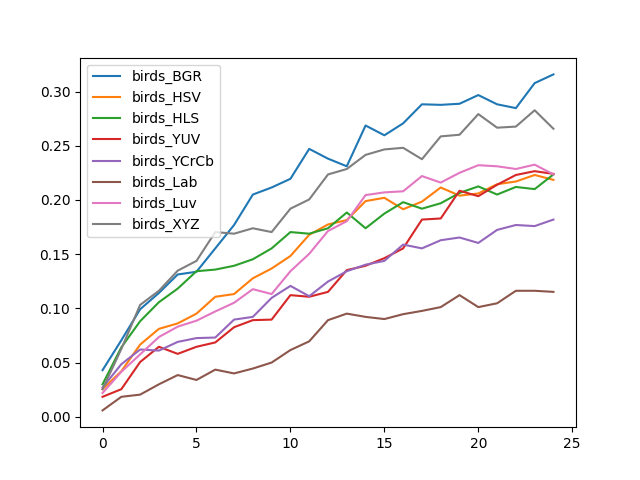 birds_BGR
birds_HSV
birds_HLS
birds_YUV
birds_YCrCb
birds_Lab
birds_Luv
birds_XYZ
0.30
0.25
0.20
0.15
0.10
0.05
0.00
0 5 10 15 20 25